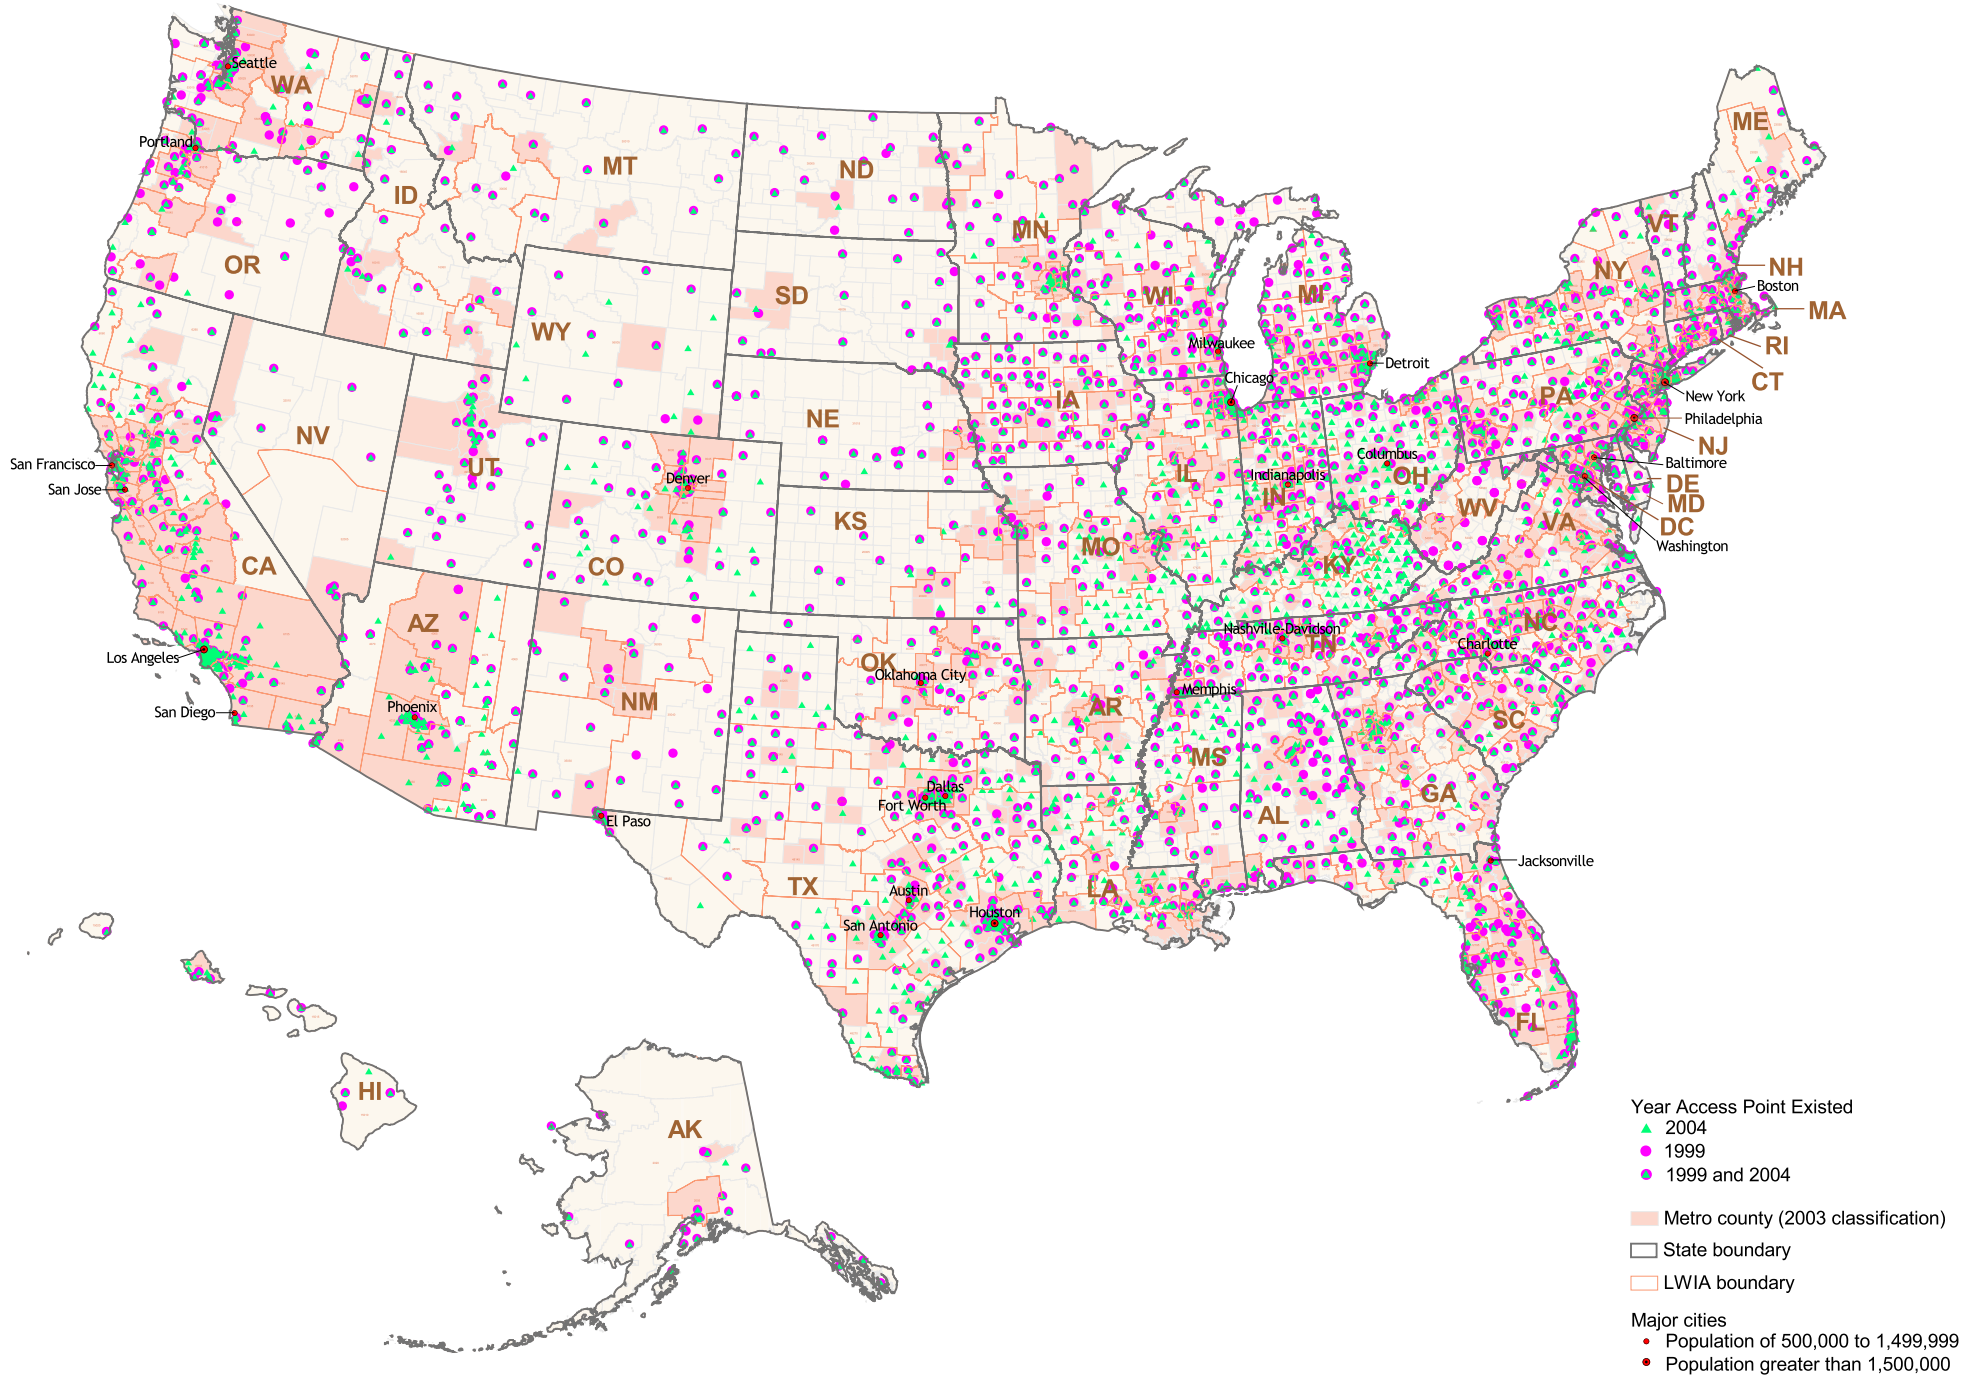 Seattle
WA
Portland
MT
ND
ID
MN
ME
VT
OR
NY
NH
Boston
SD
WI
MI
MA
WY
Milwaukee
RI
Detroit
Chicago
CT
IA
PA
New York
NE
Philadelphia
NV
Columbus
NJ
San Francisco
UT
Denver
IL
Indianapolis
OH
Baltimore
San Jose
IN
DE
WV
MD
KS
VA
DC
MO
Washington
CA
CO
KY
AZ
NC
Nashville-Davidson
TN
Charlotte
Los Angeles
OK
Oklahoma City
Memphis
NM
San Diego
Phoenix
AR
SC
MS
Dallas
Fort Worth
GA
El Paso
AL
Jacksonville
TX
LA
Austin
Houston
San Antonio
FL
HI
AK
Year Access Point Existed
2004
1999
1999 and 2004
Metro county (2003 classification)
State boundary
LWIA boundary
Major cities
Population of 500,000 to 1,499,999
Population greater than 1,500,000